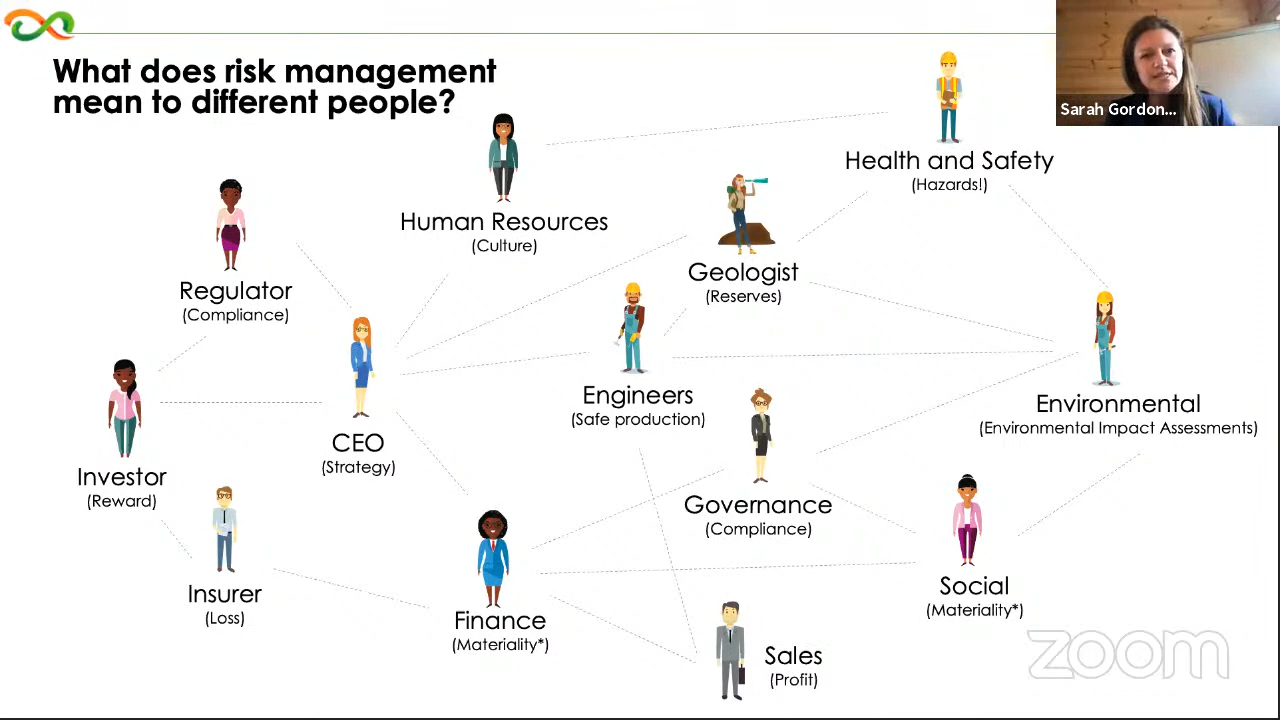 What does risk management
mean to different people?
Sarah Gordon...
Health and Safety
(Hazards!)
Human Resources
(Culture)
Geologist
(Reserves)
Regulator
(Compliance)
Engineers
(Safe production)
Environmental
(Environmental Impact Assessments)
CEO
(Strategy)
Investor
(Reward)
Governance
(Compliance)
Insurer
(Loss)
Social
(Materiality*)
Finance
(Materiality*)
Sales
(Profit)
zoom